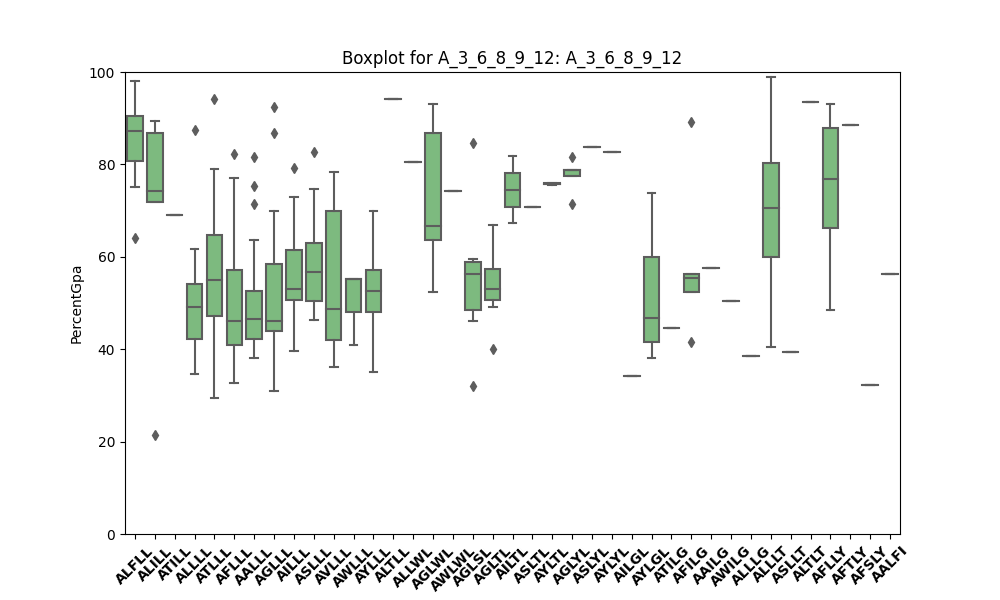 Boxplot for A_3_6_8_9_12: A_3_6_8_9_12
PercentGpa
100
80
60
40
20
0
ALFLL
ALILL
ATILL
ALLLL
ATLLL
AFLLL
AALLL
AGLLL
AILLL
ASLLL
AVLLL
AWLLL
AYLLL
ALTLL
ALLWL
AGLWL
AWLWL
AGLSL
AGLTL
AILTL
ASLTL
AYLTL
AGLYL
ASLYL
AYLYL
AILGL
AYLGL
ATILG
AFILG
AAILG
AWILG
ALLLG
ALLLT
ASLLT
ALTLT
AFLLY
AFTLY
AFSLY
AALFI